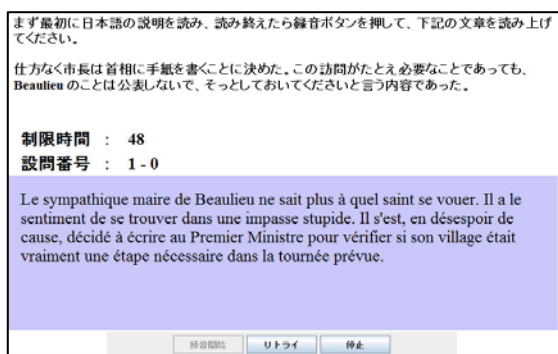 まず最初に日本語の説明を読み、読み終えたら録音ボタンを押して、下記の文章を読み上げ
てください。
仕方なく市長は首相に手紙を書くことに決めた。この訪問がたとえ必要なことであっても、
Beaulieu のことは公表しないで、そっとしておいてくださいと言う内容であった。
制限時間 : 48
設問番号 : 1 - 0
Le sympathique maire de Beaulieu ne sait plus à quel saint se vouer. Il a le
sentiment de se trouver dans une impasse stupide. Il s'est, en désespoir de
cause, décidé à écrire au Premier Ministre pour vérifier si son village était
vraiment une étape nécessaire dans la tournée prévue.
録音開始 リトライ 停止